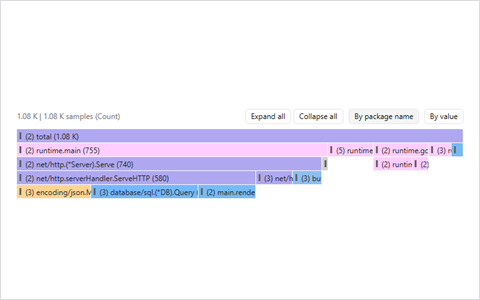 1.08 K | 1.08 K samples (Count) Expand all Collapse all By package name By value
(2) total (1.08 K)
(2) runtime.main (755) (5) runtime (2) runtime.gc (3) r
(2) net/http.(*Server).Serve (740) (2) runtin (2)
(2) net/http.serverHandler.ServeHTTP (580) (3) net/h (3) bu
(3) encoding/json.M (3) database/sql.(*DB).Query (2) main.rende